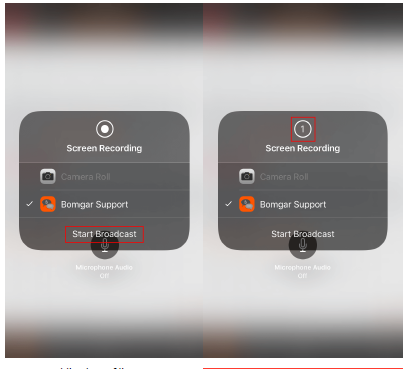 Screen Recording
Camera Roll
Bomgar Support
Start Broadcast
Microphone Audio
Off
1
Screen Recording
Camera Roll
Bomgar Support
Start Broadcast
Microphone Audio
Off